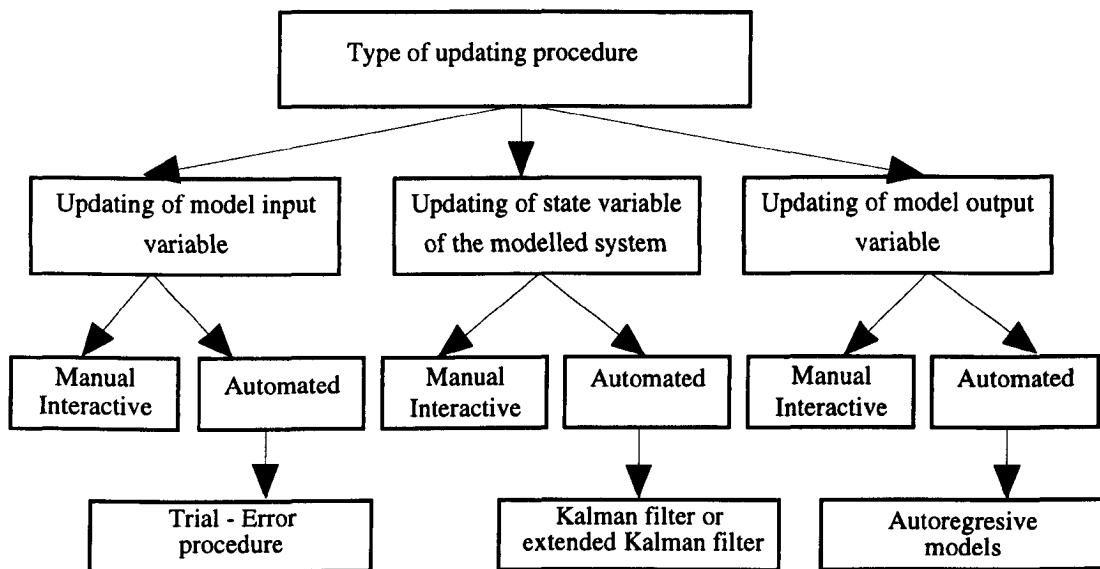 Type of updating procedure
Updating of model input
variable
Updating of state variable
of the modelled system
Updating of model output
variable
Manual
Interactive
Automated
Manual
Interactive
Automated
Manual
Interactive
Automated
Trial - Error
procedure
Kalman filter or
extended Kalman filter
Autoregresive
models